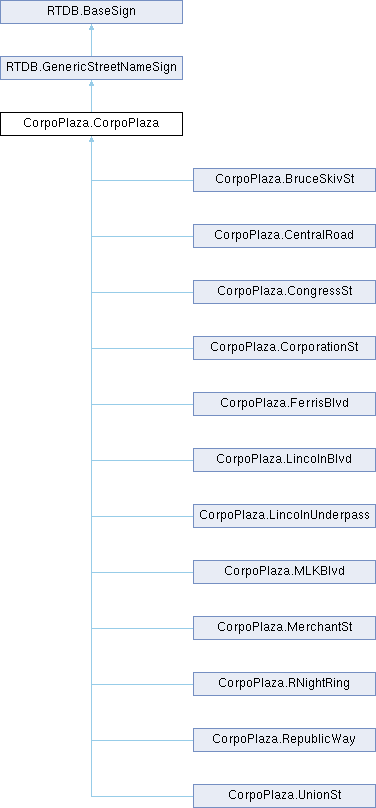 RTDB.BaseSign
RTDB.GenericStreetNameSign
CorpoPlaza.CorpoPlaza
CorpoPlaza.BruceSkivSt
CorpoPlaza.CentralRoad
CorpoPlaza.CongressSt
CorpoPlaza.CorporationSt
CorpoPlaza.FerrisBlvd
CorpoPlaza.LincolnBlvd
CorpoPlaza.LincolnUnderpass
CorpoPlaza.MLKBlvd
CorpoPlaza.MerchantSt
CorpoPlaza.RNightRing
CorpoPlaza.RepublicWay
CorpoPlaza.UnionSt